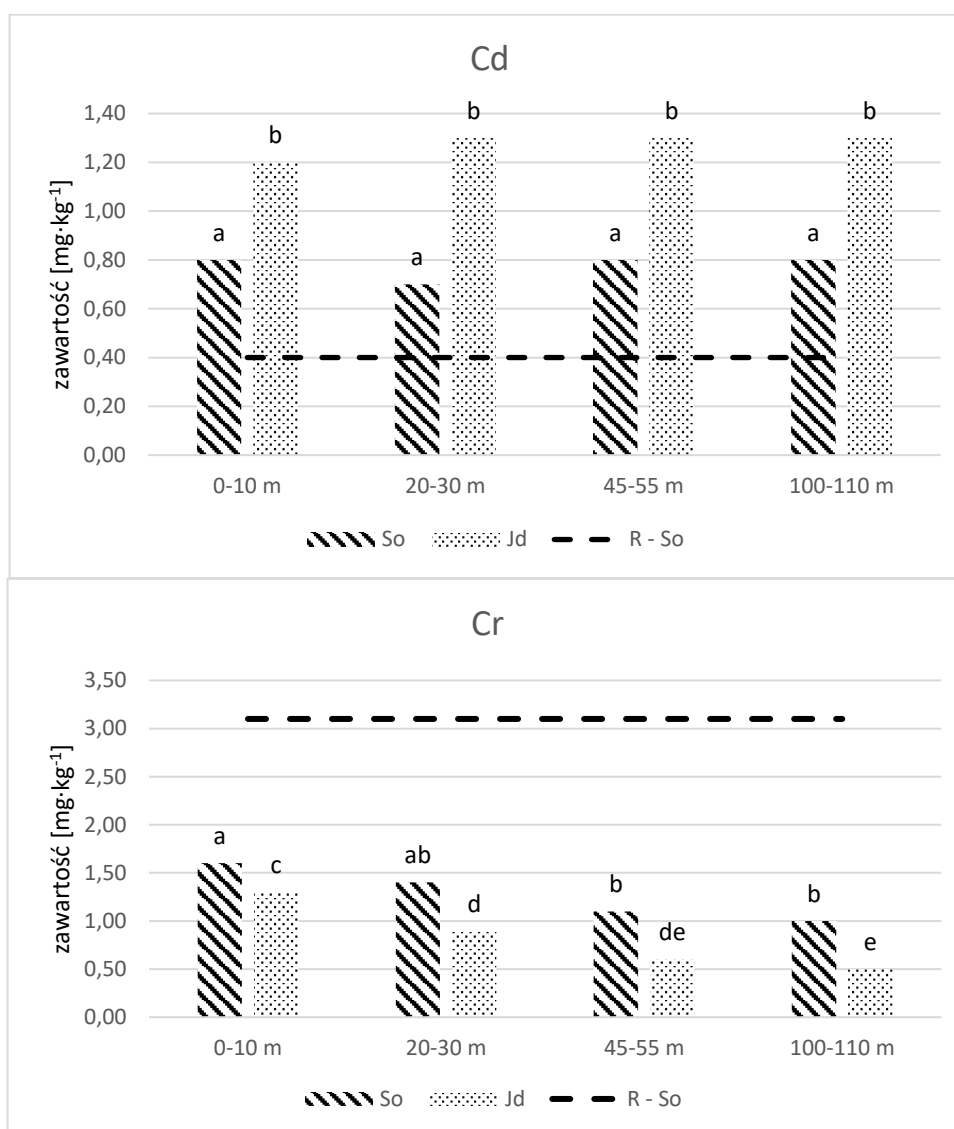 Cd
zawartość [mg·kg⁻¹]
1,40
1,20
1,00
0,80
0,60
0,40
0,20
0,00
a b a b a b a b
0-10 m 20-30 m 45-55 m 100-110 m
So Jd R - So
Cr
zawartość [mg·kg⁻¹]
3,50
3,00
2,50
2,00
1,50
1,00
0,50
0,00
a c ab d b de b e
0-10 m 20-30 m 45-55 m 100-110 m
So Jd R - So